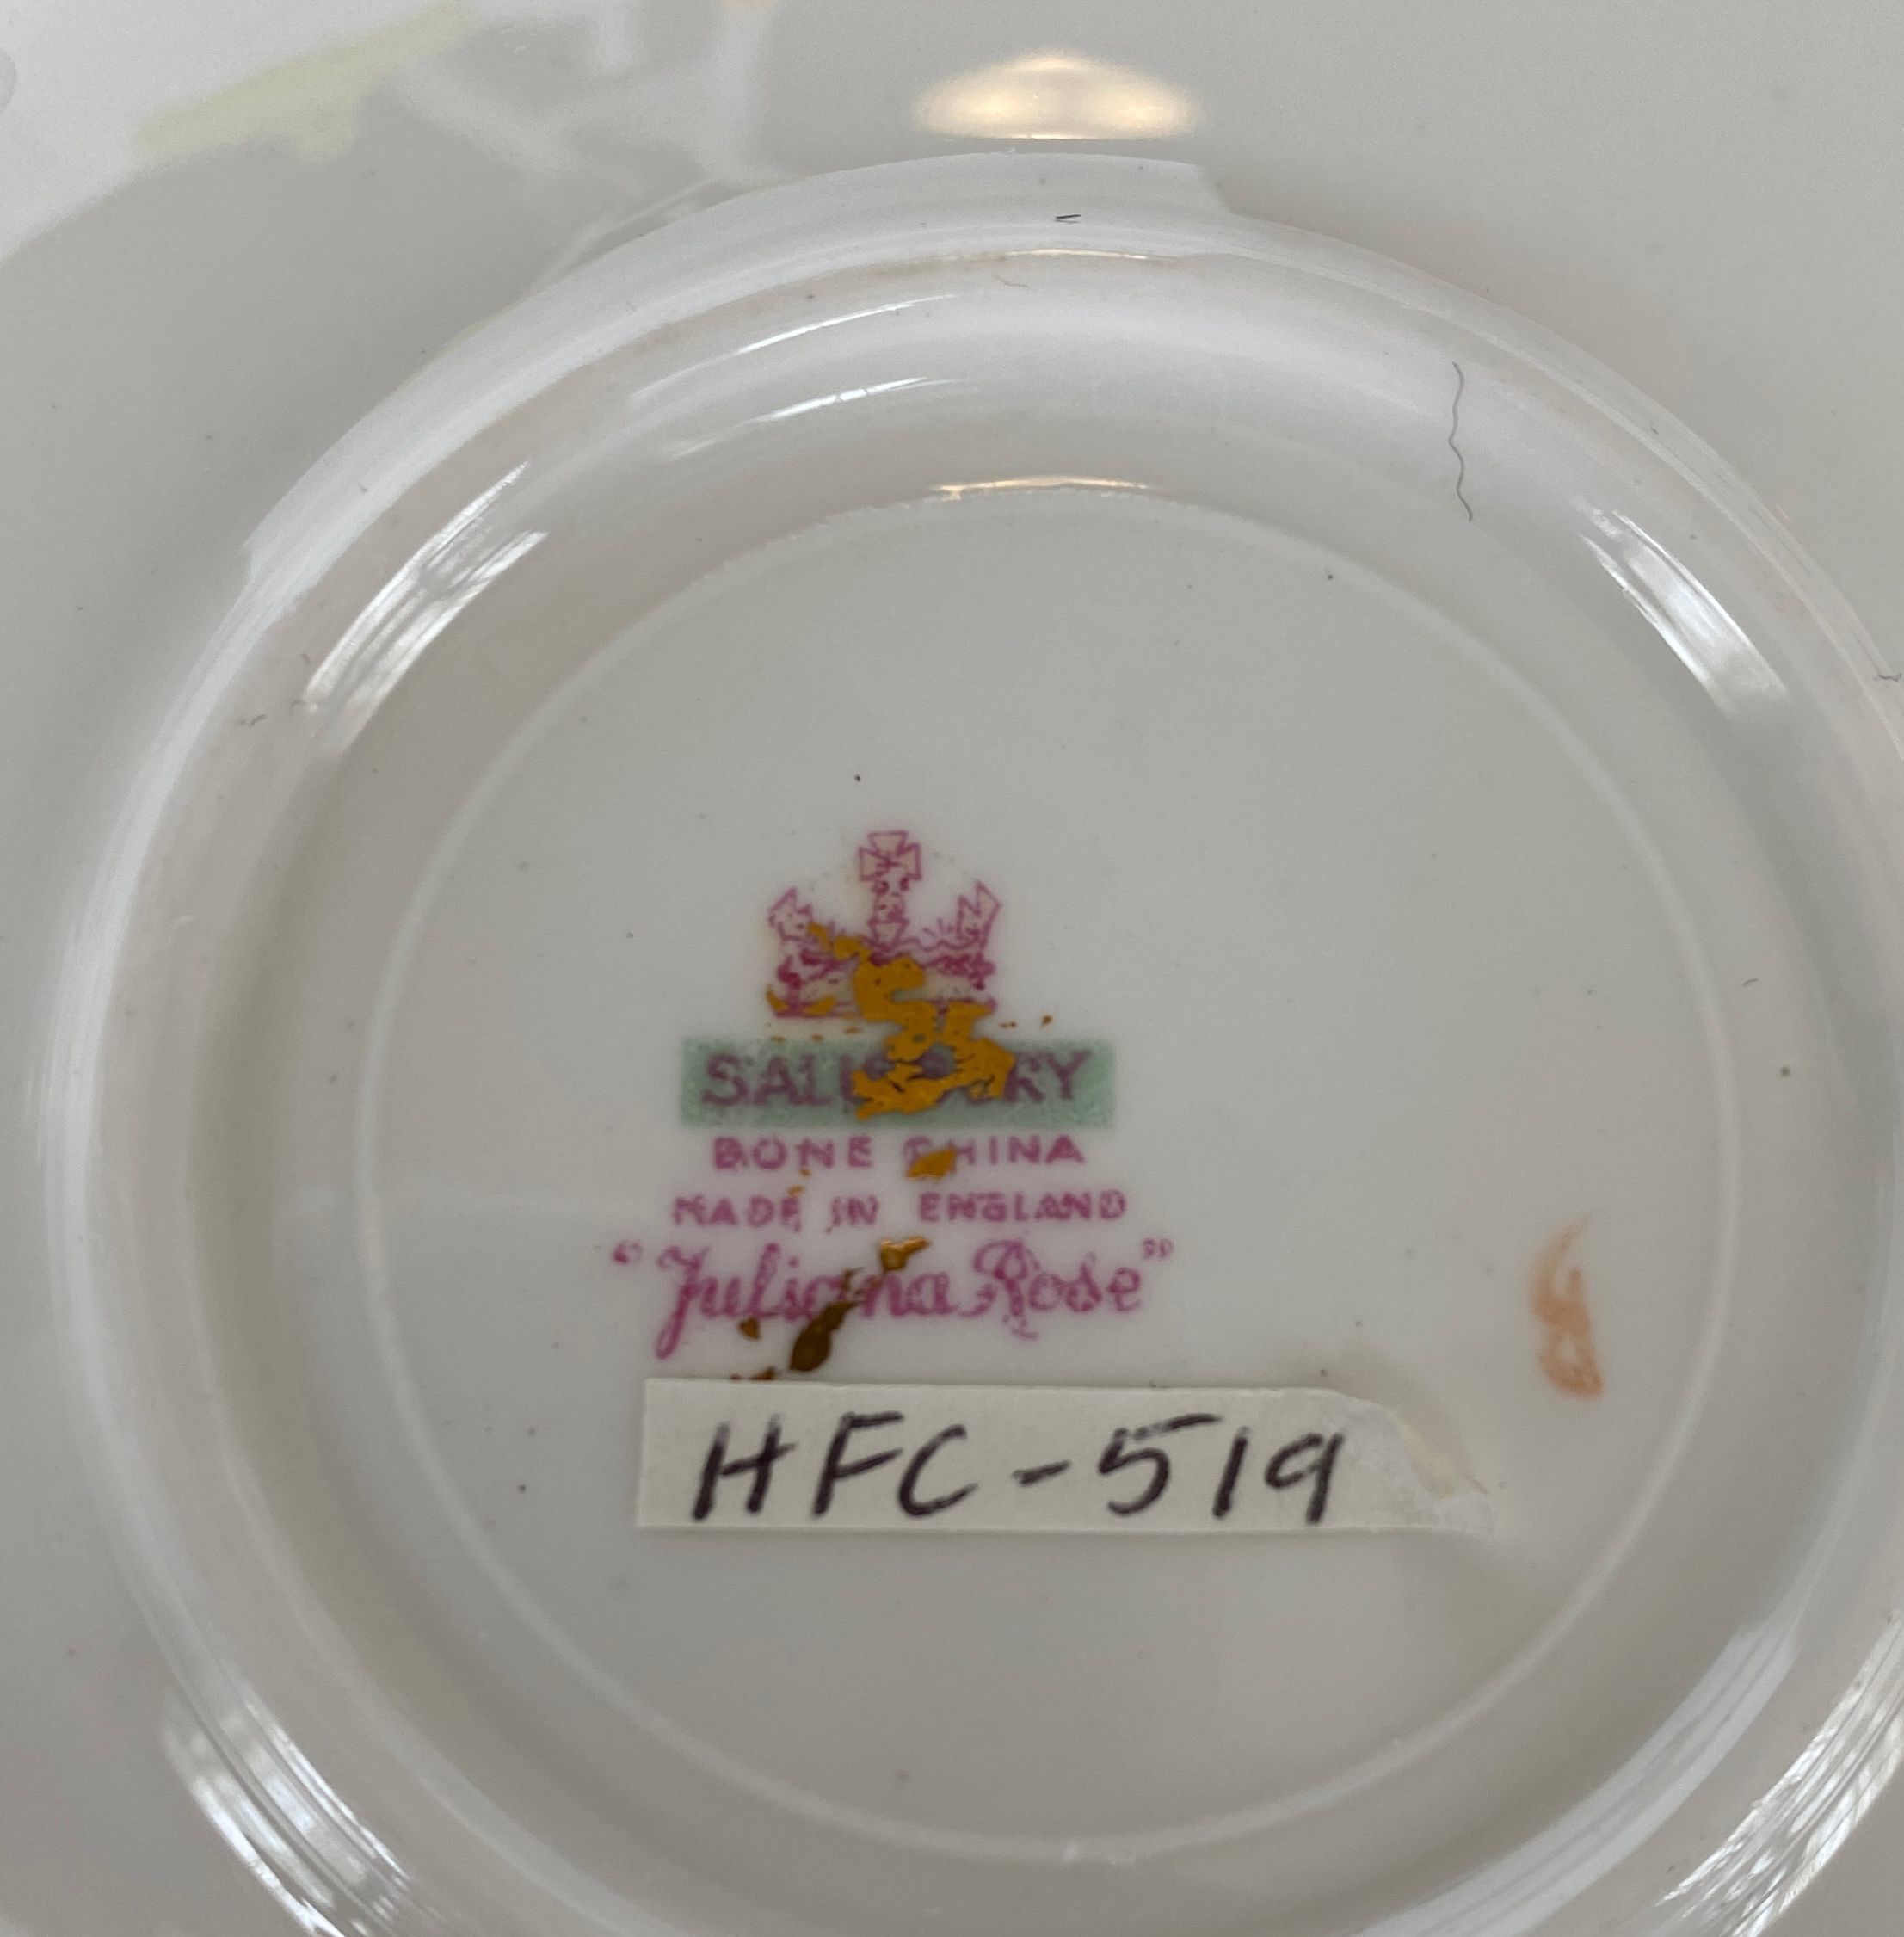 SALISBURY
BONE CHINA
MADE IN ENGLAND
"Juliana Rose"
HFC-519